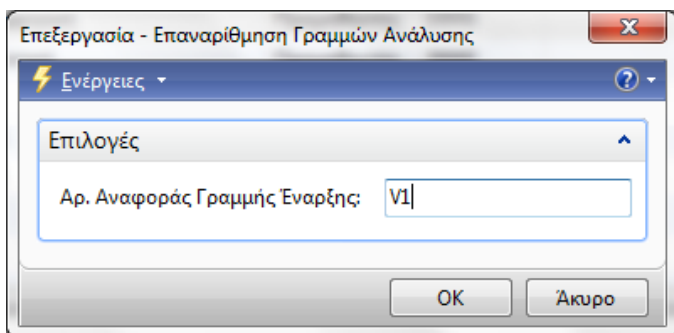 Επεξεργασία - Επαναρίθμηση Γραμμών Ανάλυσης
Ενέργειες
Επιλογές
Αρ. Αναφοράς Γραμμής Έναρξης: V1
OK Άκυρο